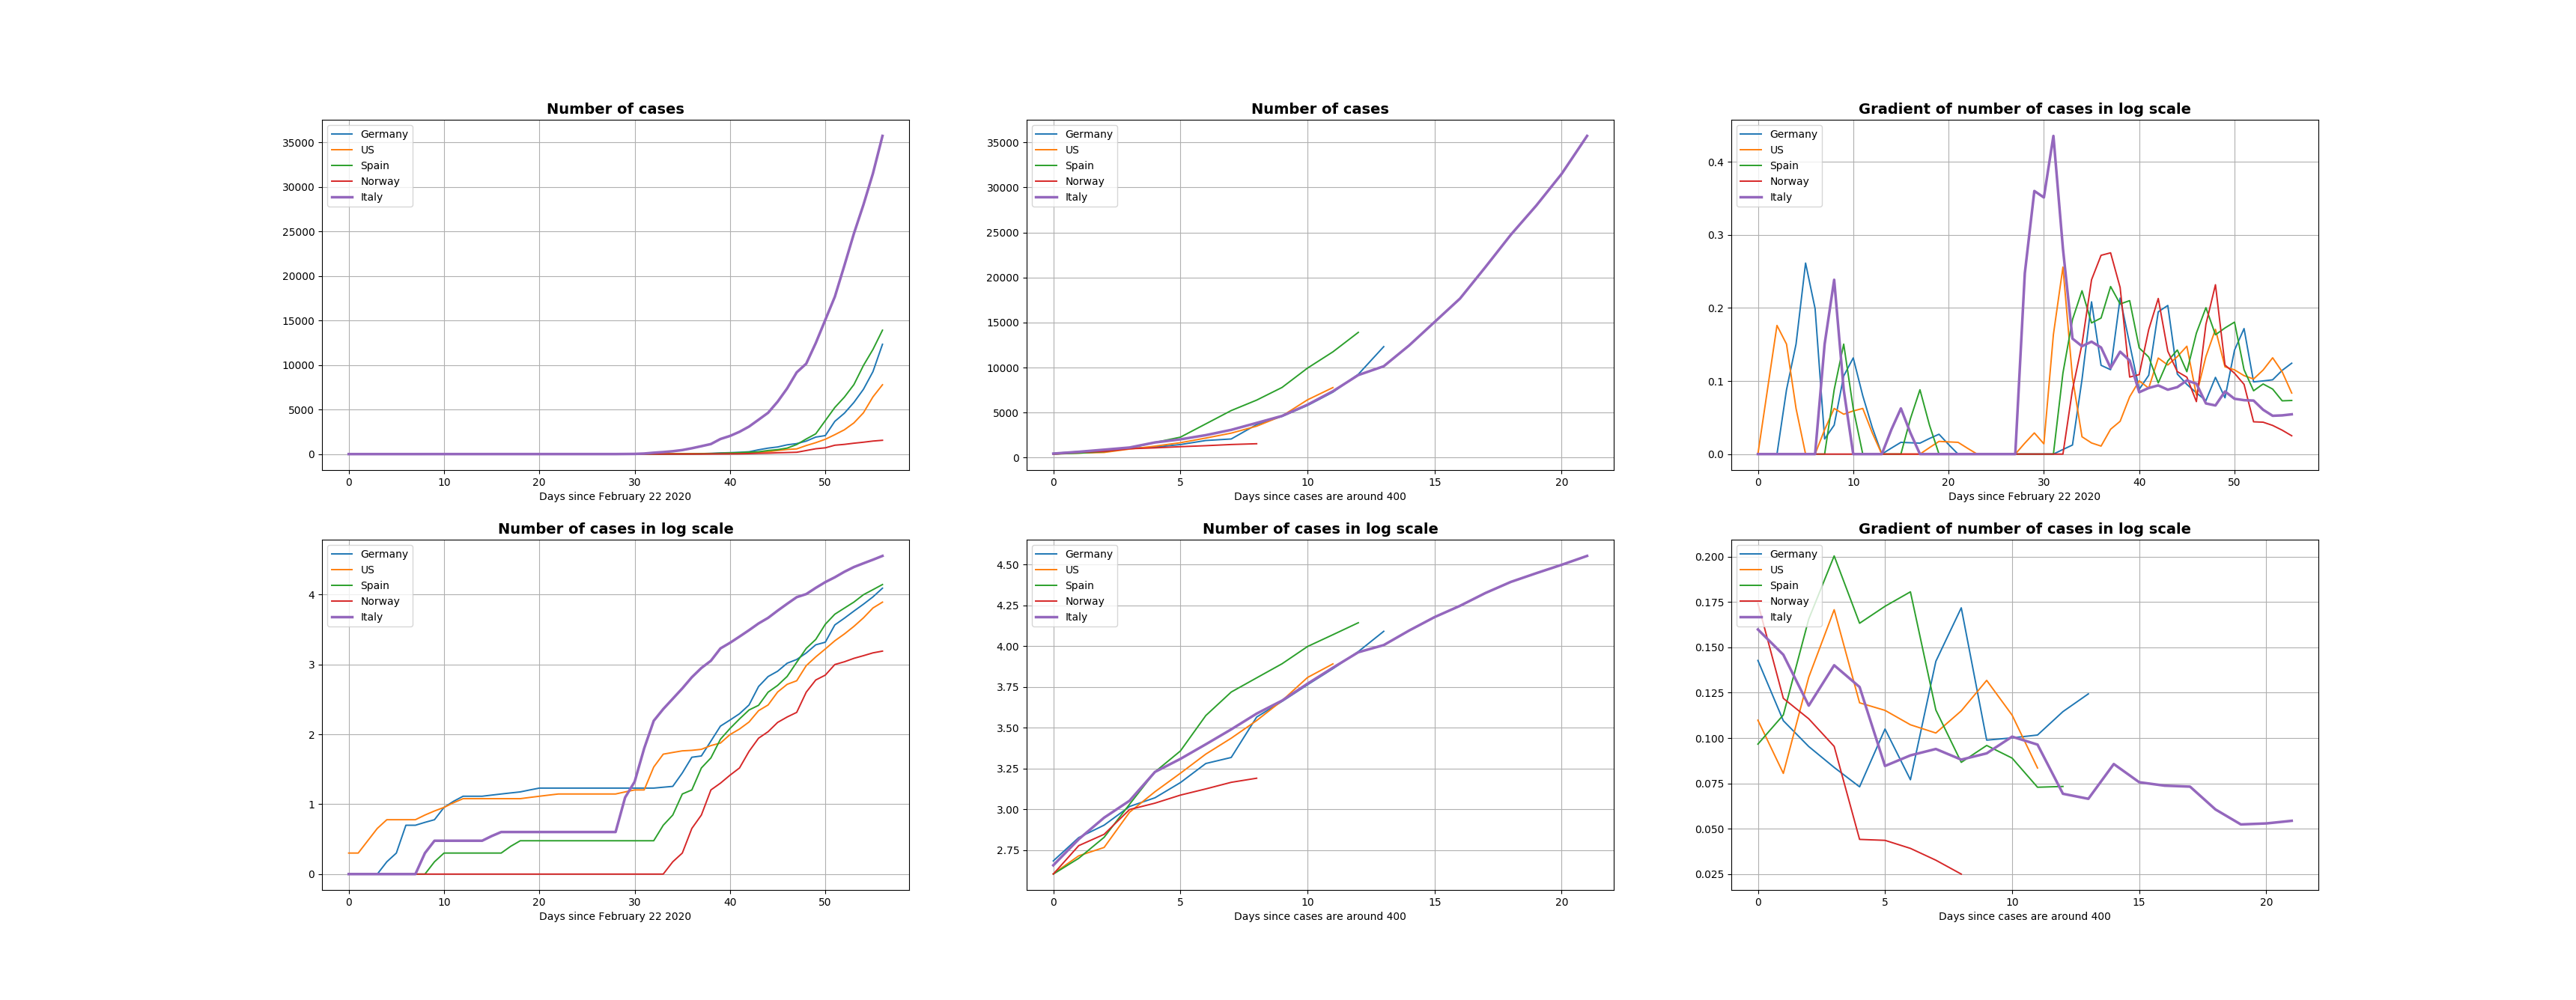 Number of cases
Germany
US
Spain
Norway
Italy
35000
30000
25000
20000
15000
10000
5000
0
0 10 20 30 40 50
Days since February 22 2020
Number of cases
Germany
US
Spain
Norway
Italy
35000
30000
25000
20000
15000
10000
5000
0
0 5 10 15 20
Days since cases are around 400
Gradient of number of cases in log scale
Germany
US
Spain
Norway
Italy
0.4
0.3
0.2
0.1
0.0
0 10 20 30 40 50
Days since February 22 2020
Number of cases in log scale
Germany
US
Spain
Norway
Italy
4
3
2
1
0
0 10 20 30 40 50
Days since February 22 2020
Number of cases in log scale
Germany
US
Spain
Norway
Italy
4.50
4.25
4.00
3.75
3.50
3.25
3.00
2.75
0 5 10 15 20
Days since cases are around 400
Gradient of number of cases in log scale
Germany
US
Spain
Norway
Italy
0.200
0.175
0.150
0.125
0.100
0.075
0.050
0.025
0 5 10 15 20
Days since cases are around 400